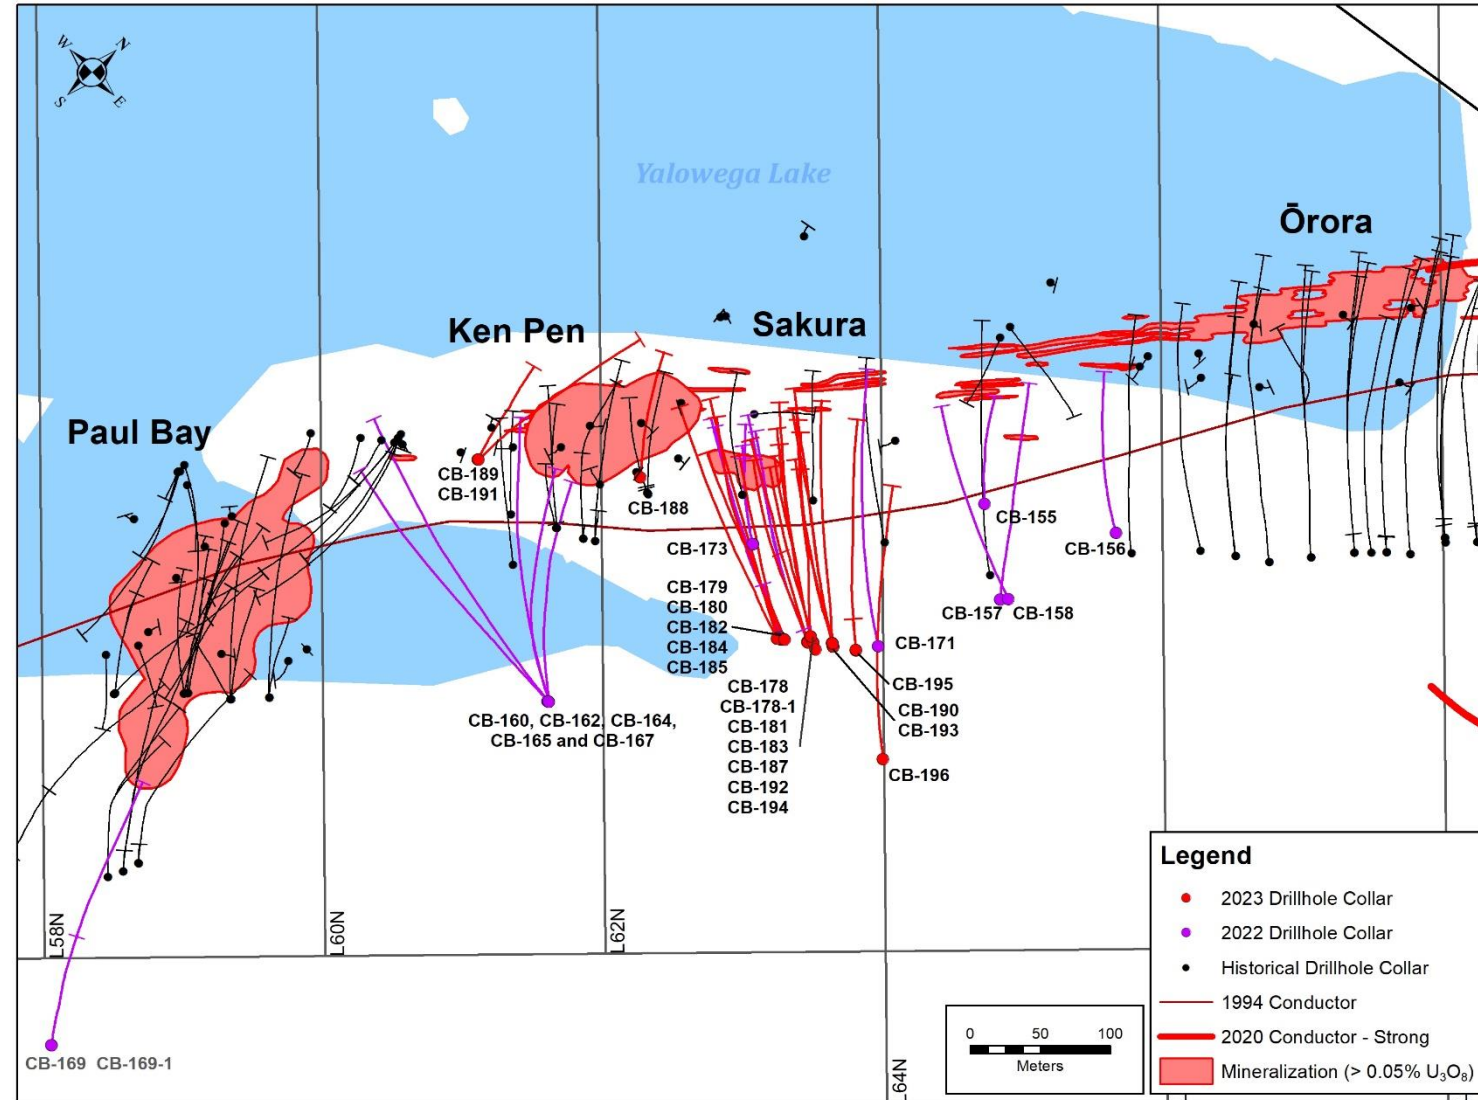 W
N
S
E
Yalowega Lake
Ōrora
Ken Pen
Sakura
Paul Bay
CB-189
CB-191
CB-188
CB-155
CB-156
CB-173
CB-179
CB-180
CB-182
CB-184
CB-185
CB-157
CB-158
CB-171
CB-195
CB-190
CB-193
CB-178
CB-178-1
CB-181
CB-183
CB-187
CB-192
CB-194
CB-160, CB-162, CB-164,
CB-165 and CB-167
CB-196
L58N
L60N
L62N
L64N
CB-169 CB-169-1
0 50 100
Meters
Legend
2023 Drillhole Collar
2022 Drillhole Collar
Historical Drillhole Collar
1994 Conductor
2020 Conductor - Strong
Mineralization (> 0.05% U₃O₈)